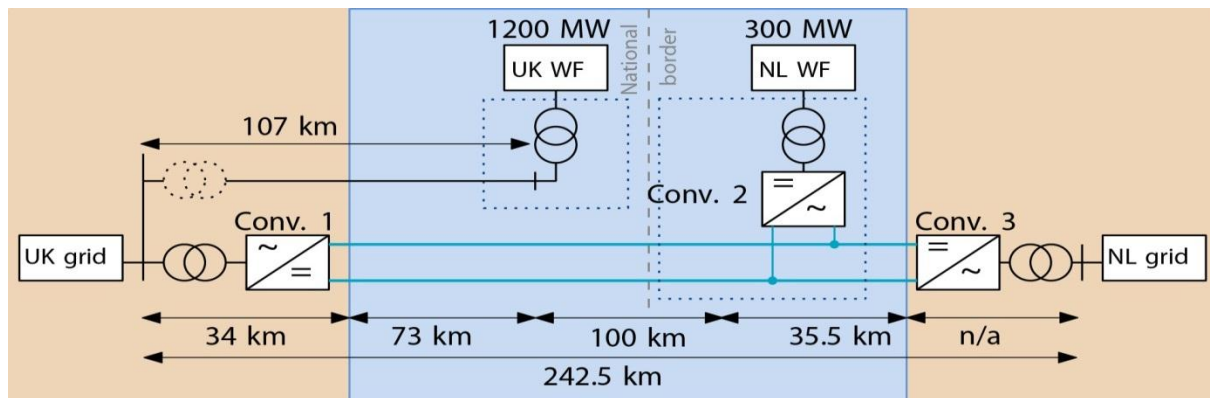 1200 MW
300 MW
UK WF
National
border
NL WF
107 km
Conv. 2
~
Conv. 1
Conv. 3
UK grid
~
=
=
~
=
NL grid
34 km
73 km
100 km
35.5 km
n/a
242.5 km